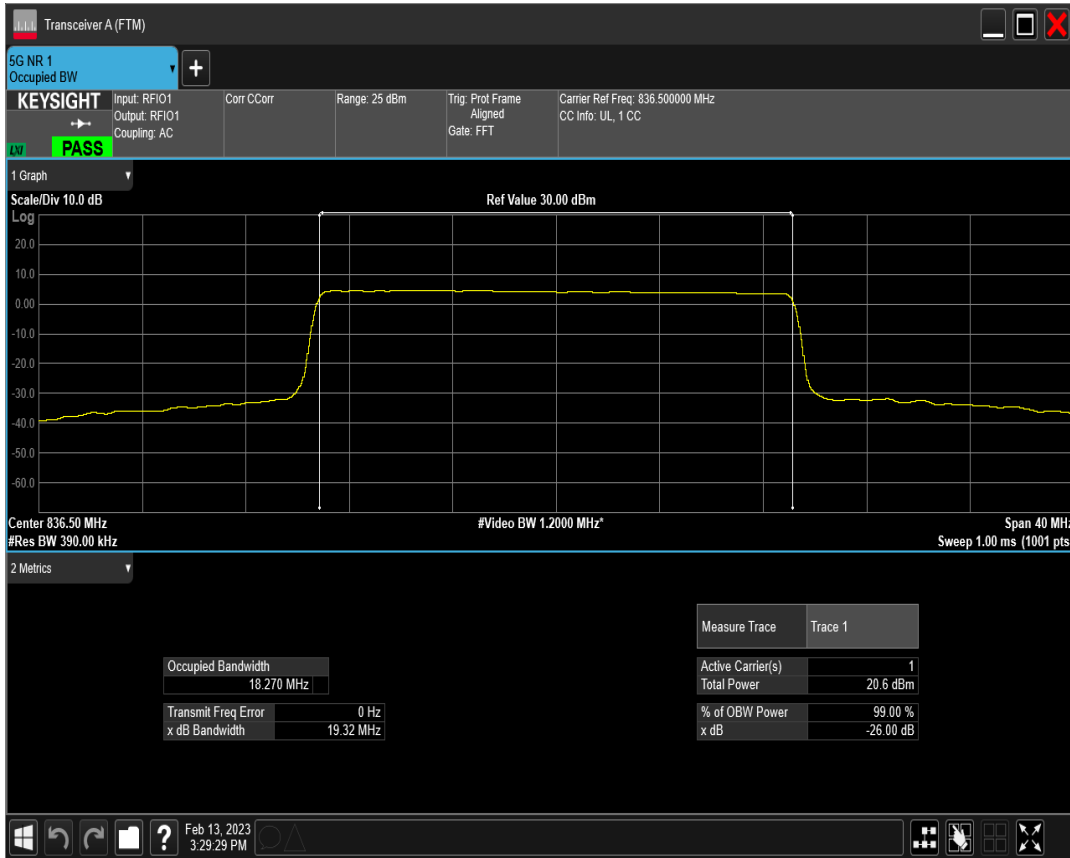 Transceiver A (FTM)
5G NR 1
Occupied BW
+
KEYSIGHT
LXI
PASS
Input: RFIO1
Output: RFIO1
Coupling: AC
Corr CCorr
Range: 25 dBm
Trig: Prot Frame
Aligned
Gate: FFT
Carrier Ref Freq: 836.500000 MHz
CC Info: UL, 1 CC
1 Graph
Scale/Div 10.0 dB
Ref Value 30.00 dBm
Log
20.0
10.0
0.00
-10.0
-20.0
-30.0
-40.0
-50.0
-60.0
Center 836.50 MHz
#Video BW 1.2000 MHz*
Span 40 MHz
#Res BW 390.00 kHz
Sweep 1.00 ms (1001 pts
2 Metrics
Measure Trace Trace 1
Occupied Bandwidth
18.270 MHz
Active Carrier(s) 1
Total Power 20.6 dBm
Transmit Freq Error 0 Hz
x dB Bandwidth 19.32 MHz
% of OBW Power 99.00 %
x dB -26.00 dB
?
Feb 13, 2023
3:29:29 PM